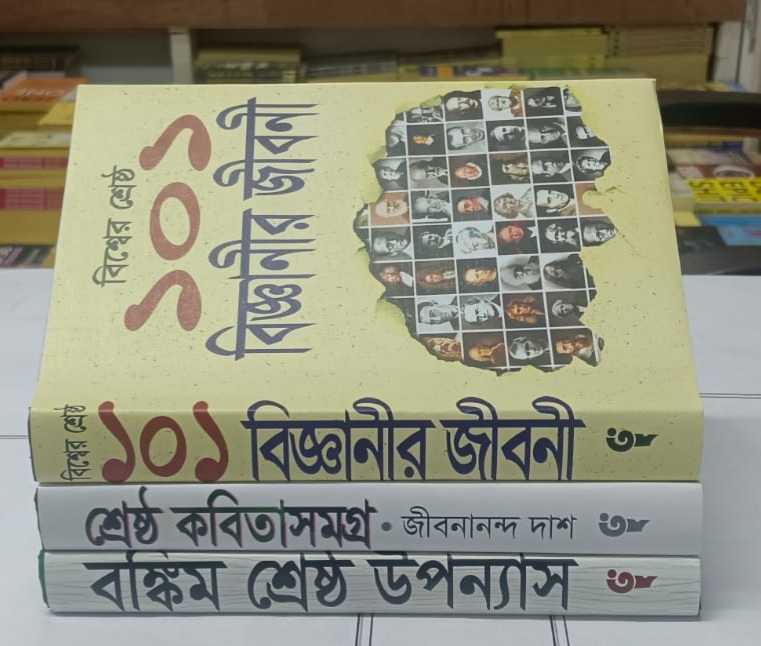 বিশ্বের শ্রেষ্ঠ
১০১
বিজ্ঞানীর জীবনী
বিশ্বের শ্রেষ্ঠ ১০১ বিজ্ঞানীর জীবনী
শ্রেষ্ঠ কবিতাসমগ্র • জীবনানন্দ দাশ
বঙ্কিম শ্রেষ্ঠ উপন্যাস